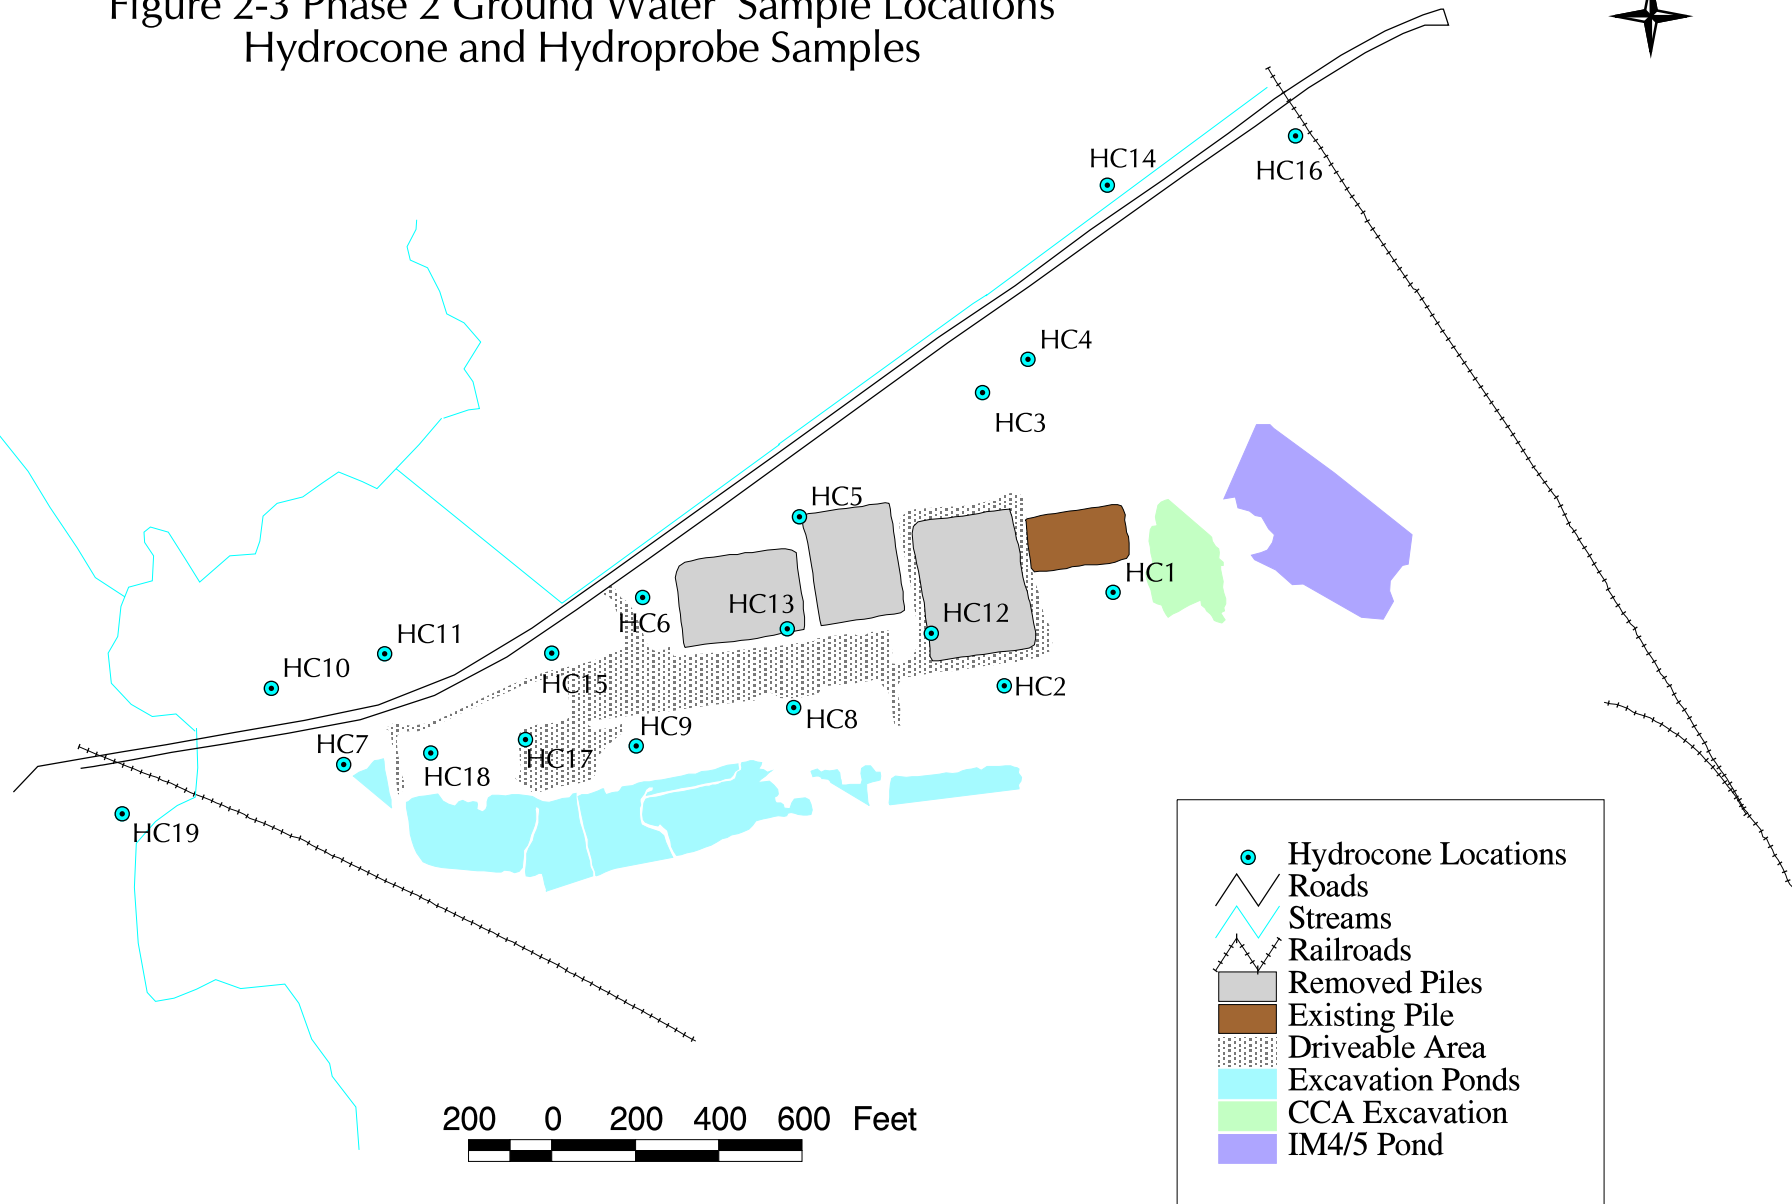 Figure 2-3 Phase 2 Ground Water Sample Locations
Hydrocone and Hydroprobe Samples
HC14
HC16
HC4
HC3
HC5
HC1
HC13
HC12
HC6
HC11
HC10
HC15
HC2
HC8
HC9
HC7
HC17
HC18
HC19
Hydrocone Locations
Roads
Streams
Railroads
Removed Piles
Existing Pile
Driveable Area
Excavation Ponds
CCA Excavation
IM4/5 Pond
200 0 200 400 600 Feet